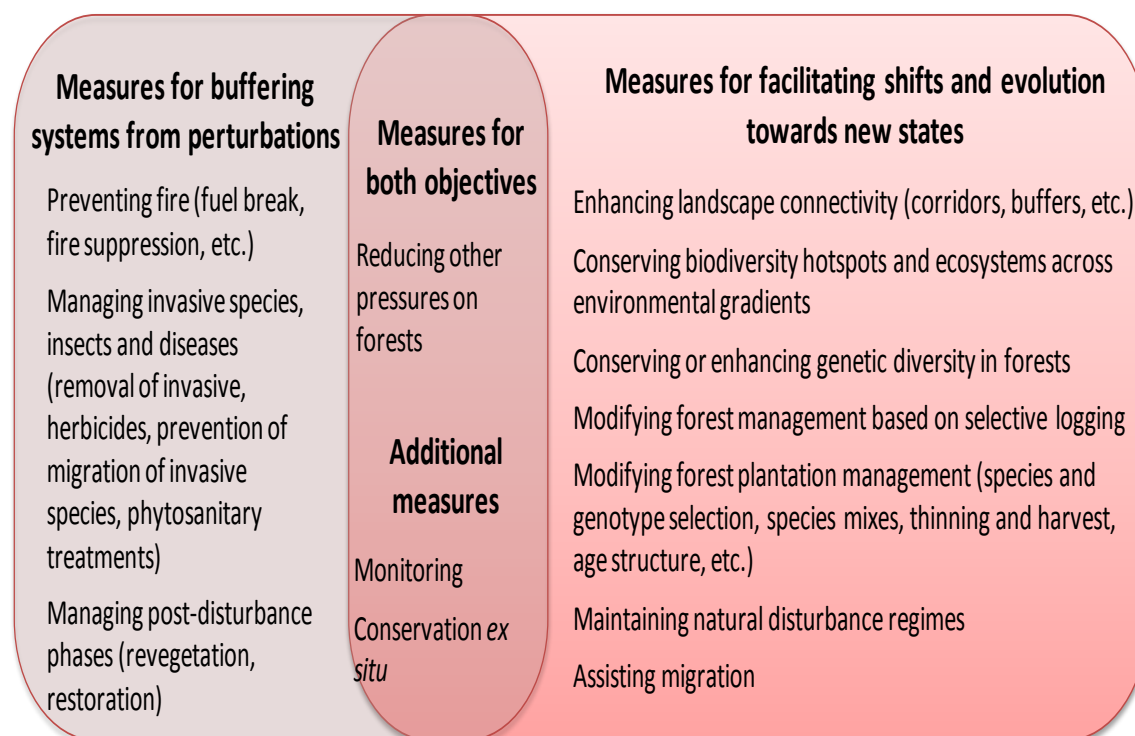 Measures for buffering
systems from perturbations
Preventing fire (fuel break,
fire suppression, etc.)
Managing invasive species,
insects and diseases
(removal of invasive,
herbicides, prevention of
migration of invasive
species, phytosanitary
treatments)
Managing post-disturbance
phases (revegetation,
restoration)
Measures for
both objectives
Reducing other
pressures on
forests
Additional
measures
Monitoring
Conservation ex
situ
Measures for facilitating shifts and evolution
towards new states
Enhancing landscape connectivity (corridors, buffers, etc.)
Conserving biodiversity hotspots and ecosystems across
environmental gradients
Conserving or enhancing genetic diversity in forests
Modifying forest management based on selective logging
Modifying forest plantation management (species and
genotype selection, species mixes, thinning and harvest,
age structure, etc.)
Maintaining natural disturbance regimes
Assisting migration